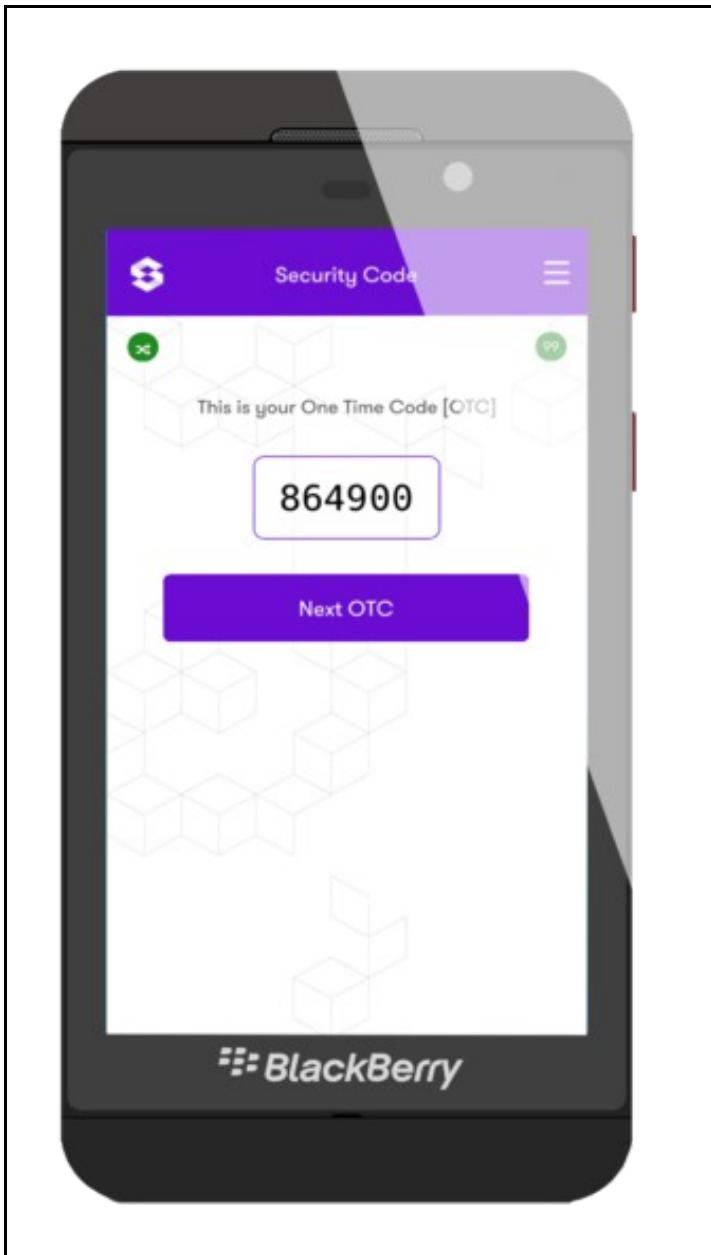 Security Code
99
This is your One Time Code [OTC]
864900
Next OTC
BlackBerry